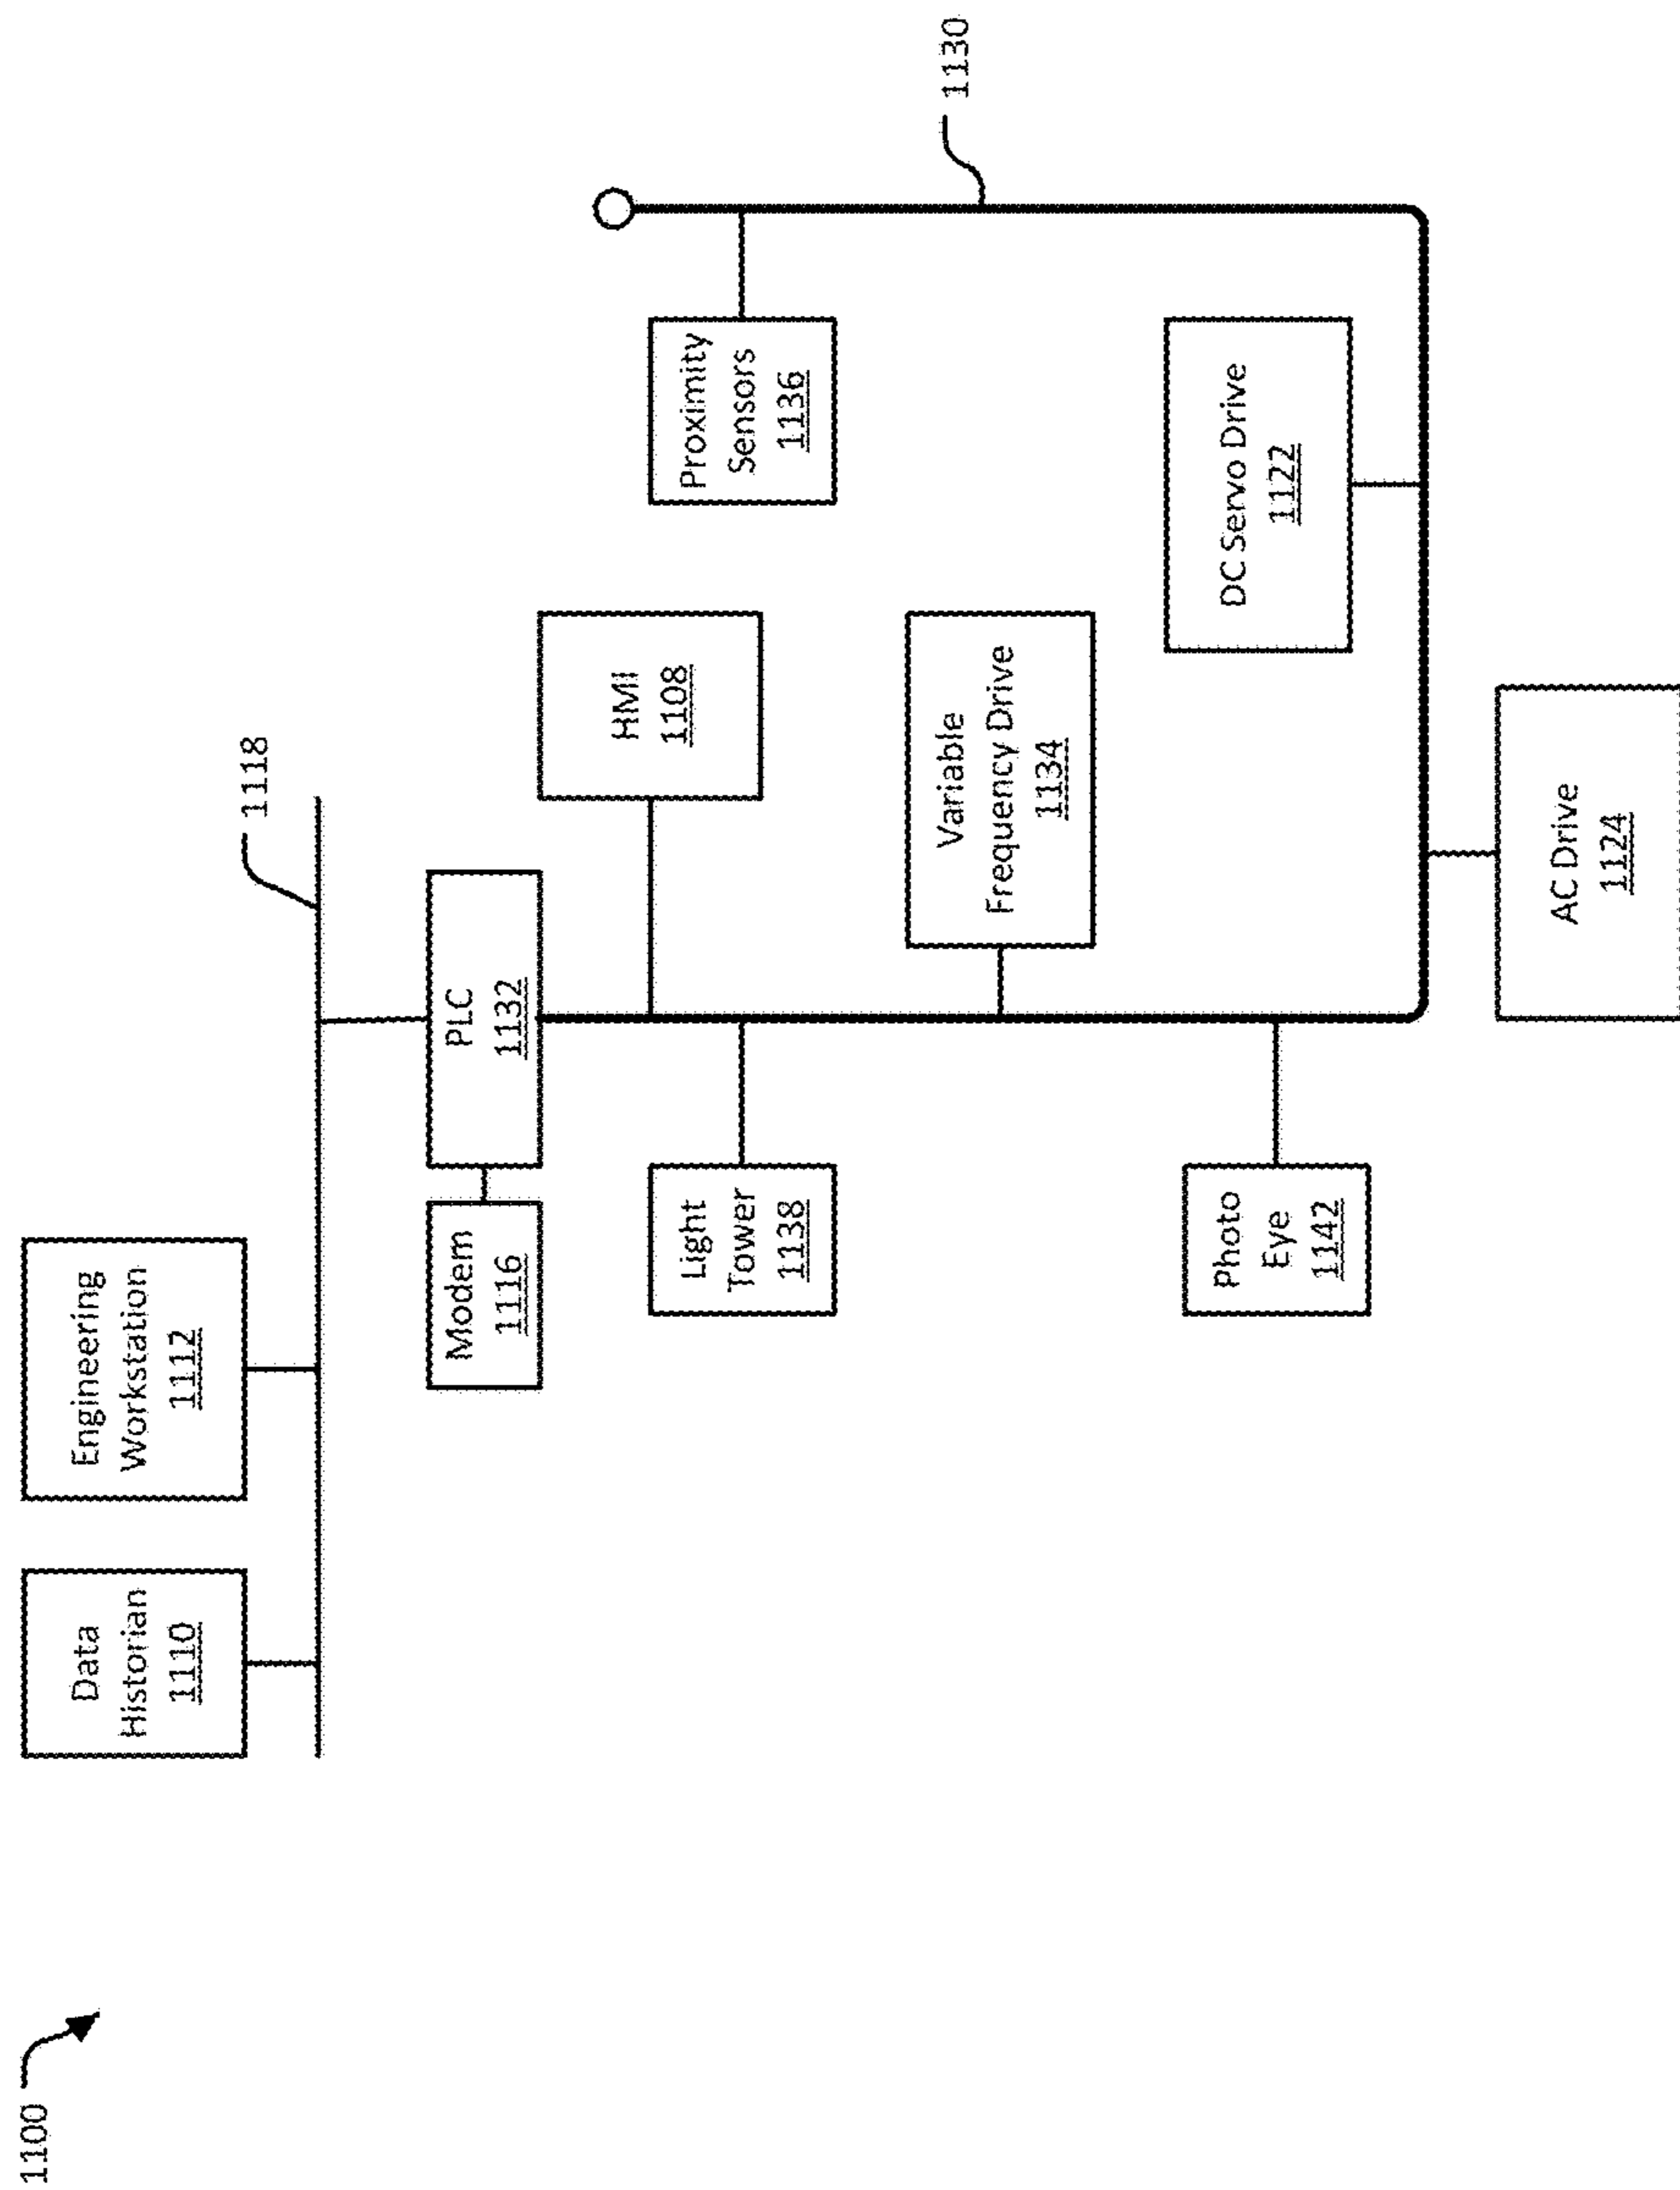 1100
Data
Historian
1110
Engineering
Workstation
1112
1118
Modem
1116
PLC
1132
HMI
1108
Light
Tower
1138
Proximity
Sensors
1136
1130
Variable
Frequency Drive
1134
Photo
Eye
1142
DC Servo Drive
1122
AC Drive
1124